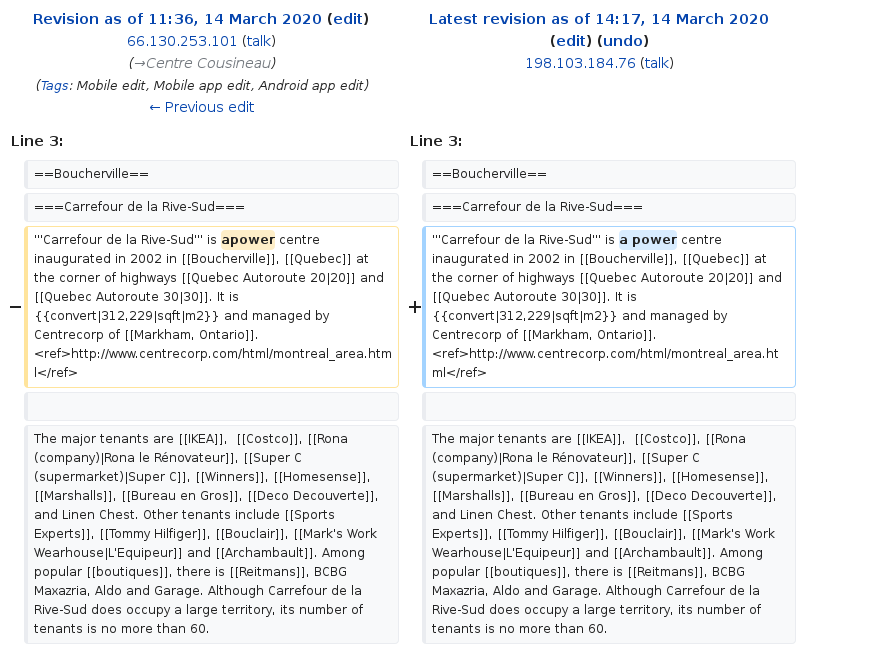 Revision as of 11:36, 14 March 2020 (edit)
66.130.253.101 (talk)
(→Centre Cousineau)
(Tags: Mobile edit, Mobile app edit, Android app edit)
← Previous edit
Latest revision as of 14:17, 14 March 2020
(edit) (undo)
198.103.184.76 (talk)
Line 3:
Line 3:
==Boucherville==
==Boucherville==
===Carrefour de la Rive-Sud===
===Carrefour de la Rive-Sud===
−
'''Carrefour de la Rive-Sud''' is apower centre
inaugurated in 2002 in [[Boucherville]], [[Quebec]] at
the corner of highways [[Quebec Autoroute 20|20]] and
[[Quebec Autoroute 30|30]]. It is
{{convert|312,229|sqft|m2}} and managed by
Centrecorp of [[Markham, Ontario]].
<ref>http://www.centrecorp.com/html/montreal_area.htm
l</ref>
+
'''Carrefour de la Rive-Sud''' is a power centre
inaugurated in 2002 in [[Boucherville]], [[Quebec]] at
the corner of highways [[Quebec Autoroute 20|20]] and
[[Quebec Autoroute 30|30]]. It is
{{convert|312,229|sqft|m2}} and managed by
Centrecorp of [[Markham, Ontario]].
<ref>http://www.centrecorp.com/html/montreal_area.ht
ml</ref>
The major tenants are [[IKEA]],  [[Costco]], [[Rona
(company)|Rona le Rénovateur]], [[Super C
(supermarket)|Super C]], [[Winners]], [[Homesense]],
[[Marshalls]], [[Bureau en Gros]], [[Deco Decouverte]],
and Linen Chest. Other tenants include [[Sports
Experts]], [[Tommy Hilfiger]], [[Bouclair]], [[Mark's Work
Wearhouse|L'Equipeur]] and [[Archambault]]. Among
popular [[boutiques]], there is [[Reitmans]], BCBG
Maxazria, Aldo and Garage. Although Carrefour de la
Rive-Sud does occupy a large territory, its number of
tenants is no more than 60.
The major tenants are [[IKEA]],  [[Costco]], [[Rona
(company)|Rona le Rénovateur]], [[Super C
(supermarket)|Super C]], [[Winners]], [[Homesense]],
[[Marshalls]], [[Bureau en Gros]], [[Deco Decouverte]],
and Linen Chest. Other tenants include [[Sports
Experts]], [[Tommy Hilfiger]], [[Bouclair]], [[Mark's Work
Wearhouse|L'Equipeur]] and [[Archambault]]. Among
popular [[boutiques]], there is [[Reitmans]], BCBG
Maxazria, Aldo and Garage. Although Carrefour de la
Rive-Sud does occupy a large territory, its number of
tenants is no more than 60.